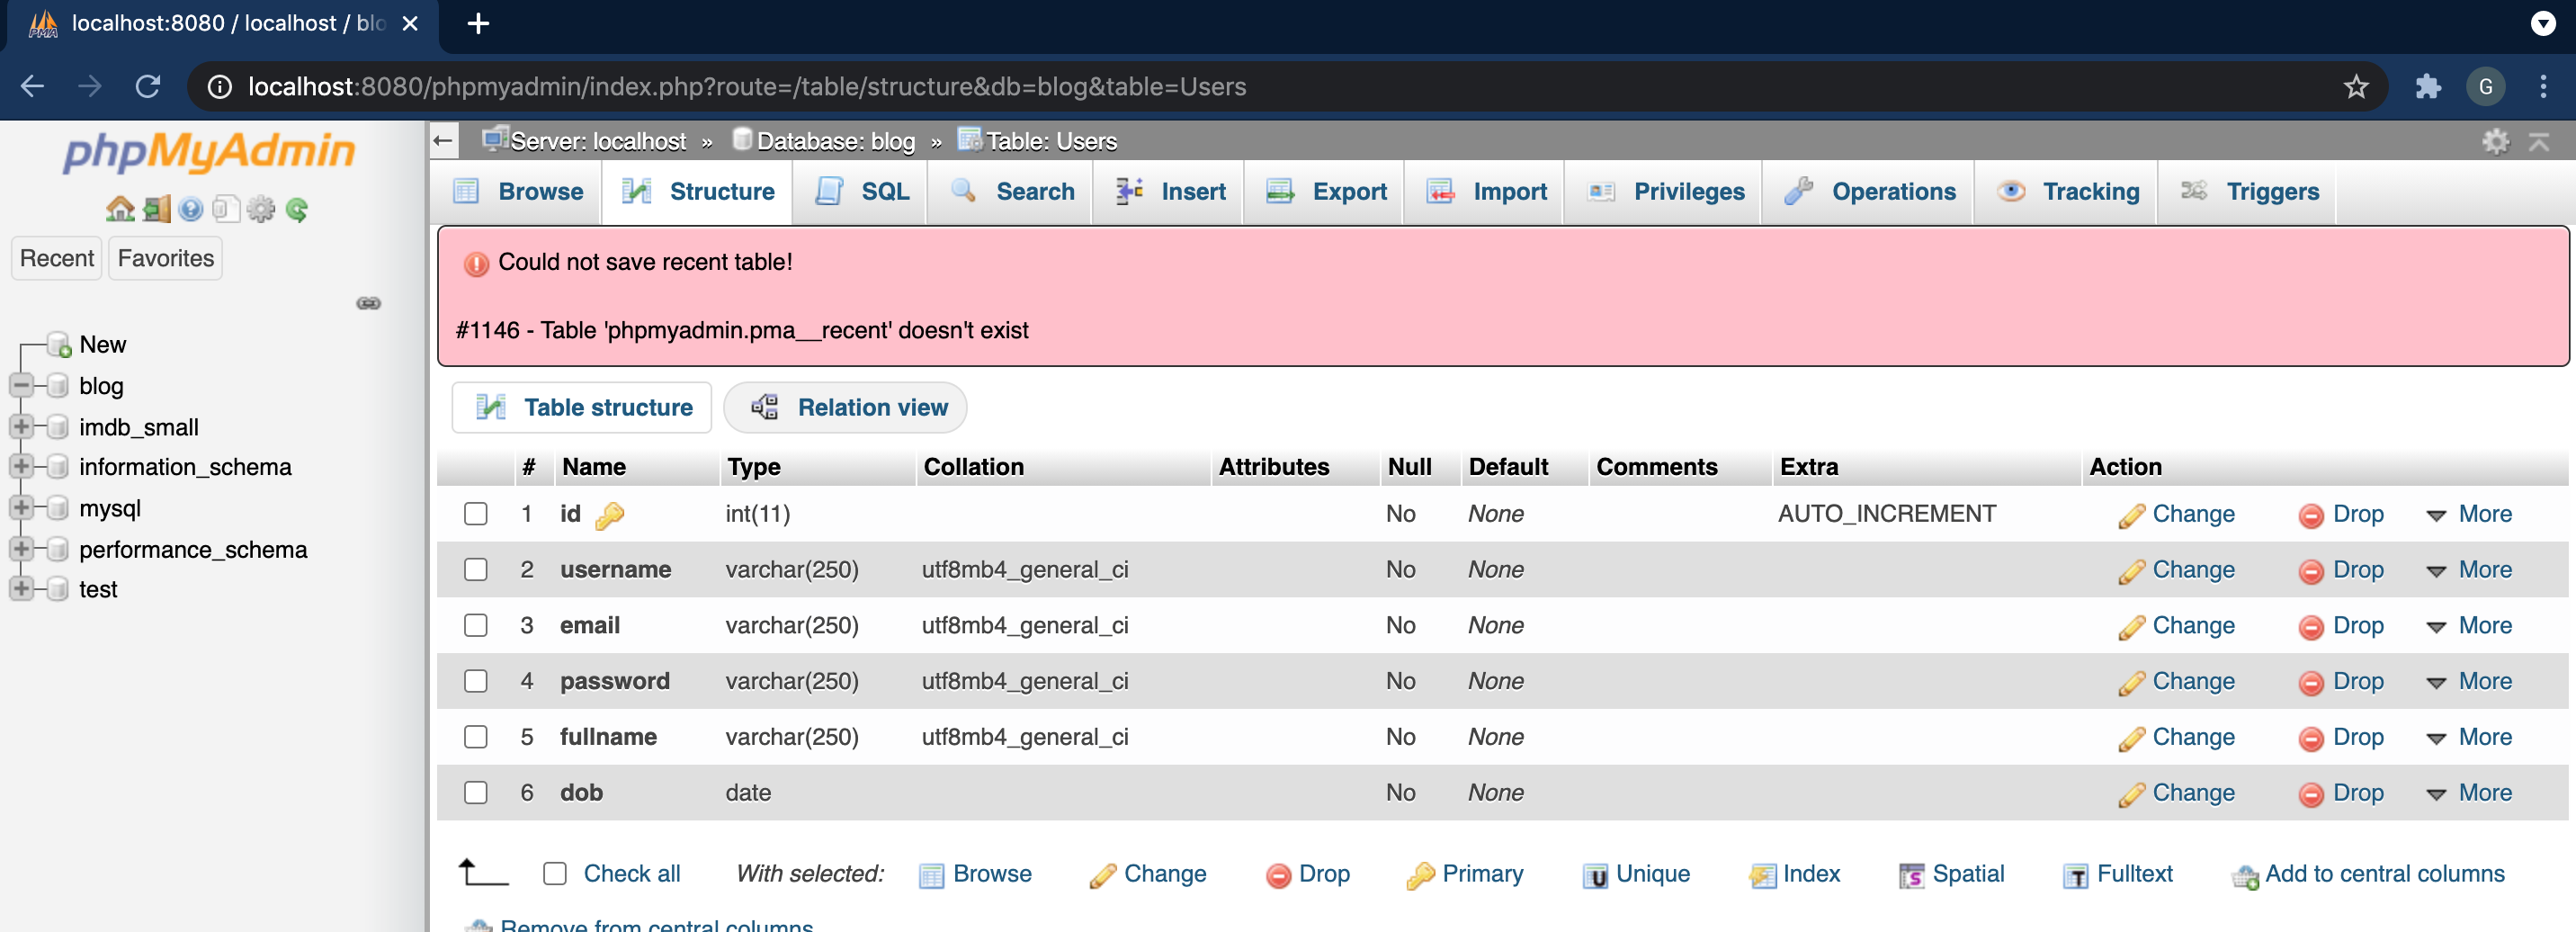 localhost:8080 / localhost / blo
localhost:8080/phpmyadmin/index.php?route=/table/structure&db=blog&table=Users
G
phpMyAdmin
Recent Favorites
New
blog
imdb_small
information_schema
mysql
performance_schema
test
Server: localhost » Database: blog » Table: Users
Browse Structure SQL Search Insert Export Import Privileges Operations Tracking Triggers
Could not save recent table!
#1146 - Table 'phpmyadmin.pma__recent' doesn't exist
Table structure Relation view
# Name Type Collation Attributes Null Default Comments Extra Action
1 id int(11) No None AUTO_INCREMENT Change Drop More
2 username varchar(250) utf8mb4_general_ci No None Change Drop More
3 email varchar(250) utf8mb4_general_ci No None Change Drop More
4 password varchar(250) utf8mb4_general_ci No None Change Drop More
5 fullname varchar(250) utf8mb4_general_ci No None Change Drop More
6 dob date No None Change Drop More
Check all With selected: Browse Change Drop Primary Unique Index Spatial Fulltext Add to central columns
Remove from central columns